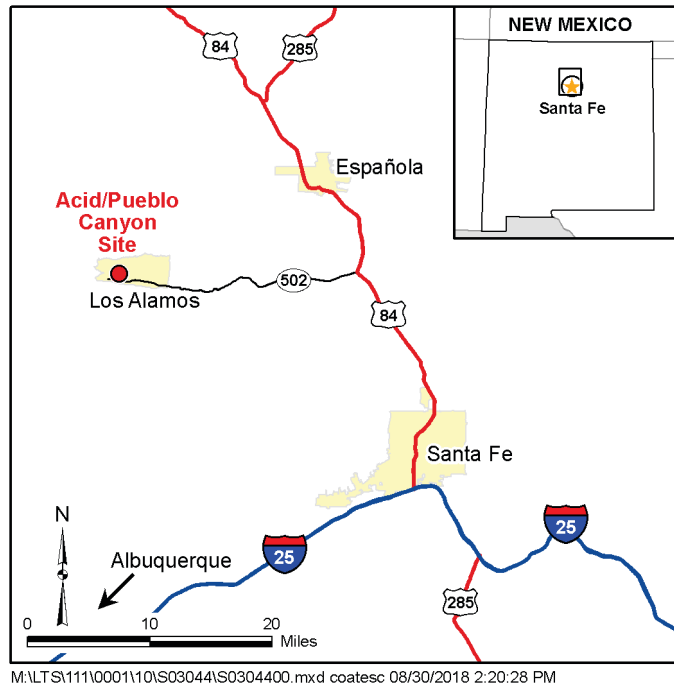 NEW MEXICO
Santa Fe
84
285
Española
Acid/Pueblo
Canyon
Site
Los Alamos
502
84
Santa Fe
25
25
285
N
Albuquerque
0 10 20
Miles
M:\LTS\111\0001\10\S03044\S0304400.mxd coatesc 08/30/2018 2:20:28 PM